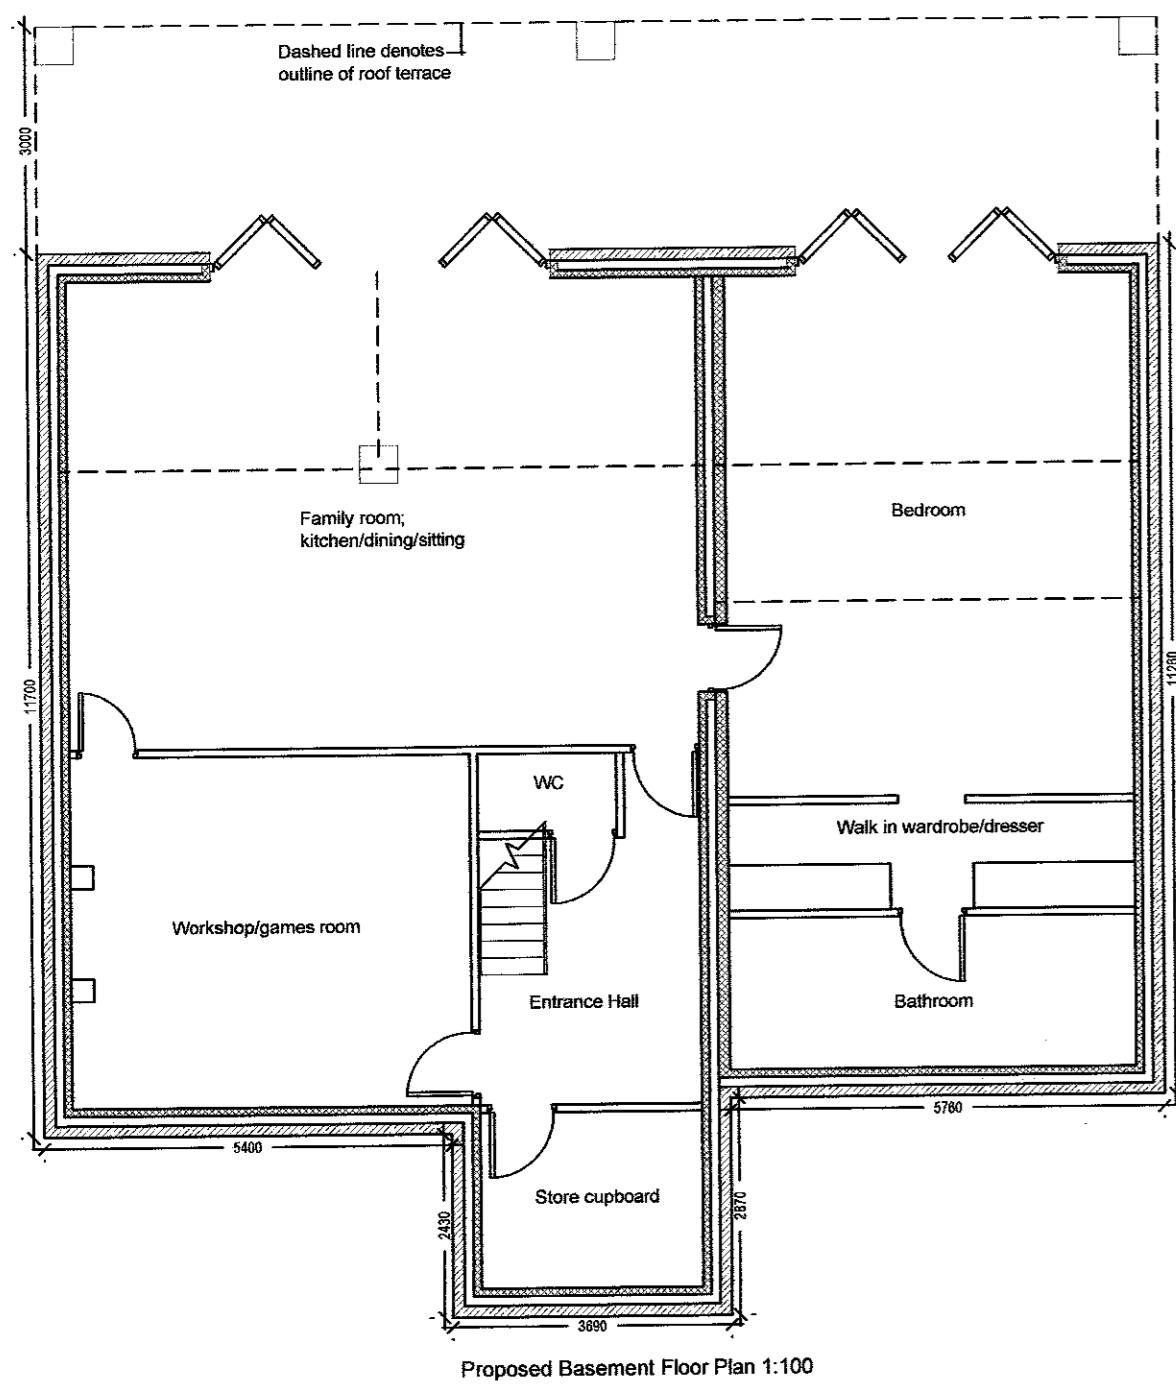 Dashed line denotes
outline of roof terrace
3000
Family room;
kitchen/dining/sitting
Bedroom
11700
11280
WC
Walk in wardrobe/dresser
Workshop/games room
Entrance Hall
Bathroom
5400
5760
2430
Store cupboard
2870
3690
Proposed Basement Floor Plan 1:100